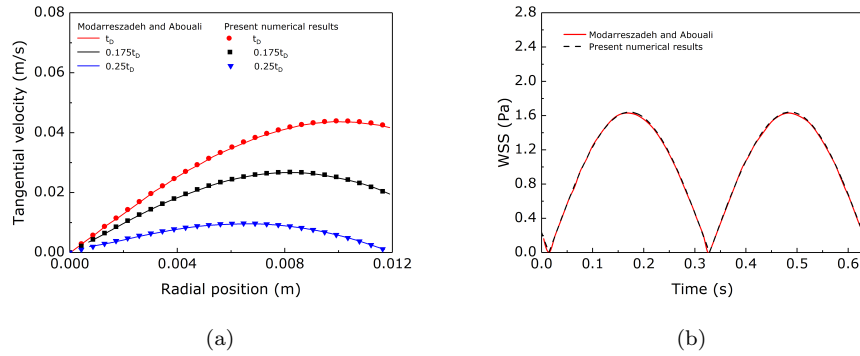 Modarreszadeh and Abouali Present numerical results
t_D t_D
0.175t_D 0.175t_D
0.25t_D 0.25t_D
Tangential velocity (m/s)
0.08
0.06
0.04
0.02
0.00
0.000 0.004 0.008 0.012
Radial position (m)
(a)
Modarreszadeh and Abouali
Present numerical results
WSS (Pa)
2.8
2.4
2.0
1.6
1.2
0.8
0.4
0.0
0.0 0.1 0.2 0.3 0.4 0.5 0.6
Time (s)
(b)